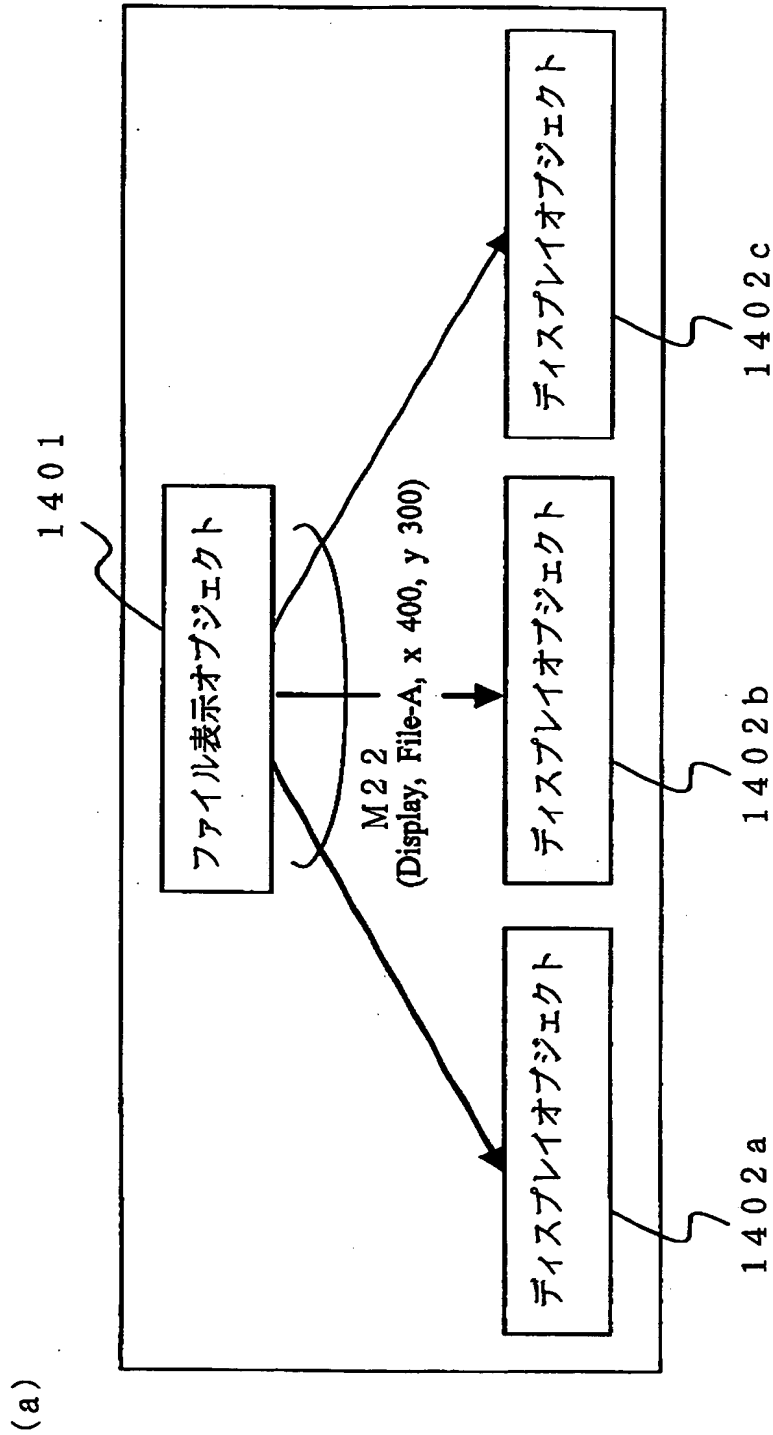 (a)
1401
ファイル表示オブジェクト
M22
(Display, File-A, x 400, y 300)
ディスプレイオブジェクト
ディスプレイオブジェクト
ディスプレイオブジェクト
1402a
1402b
1402c